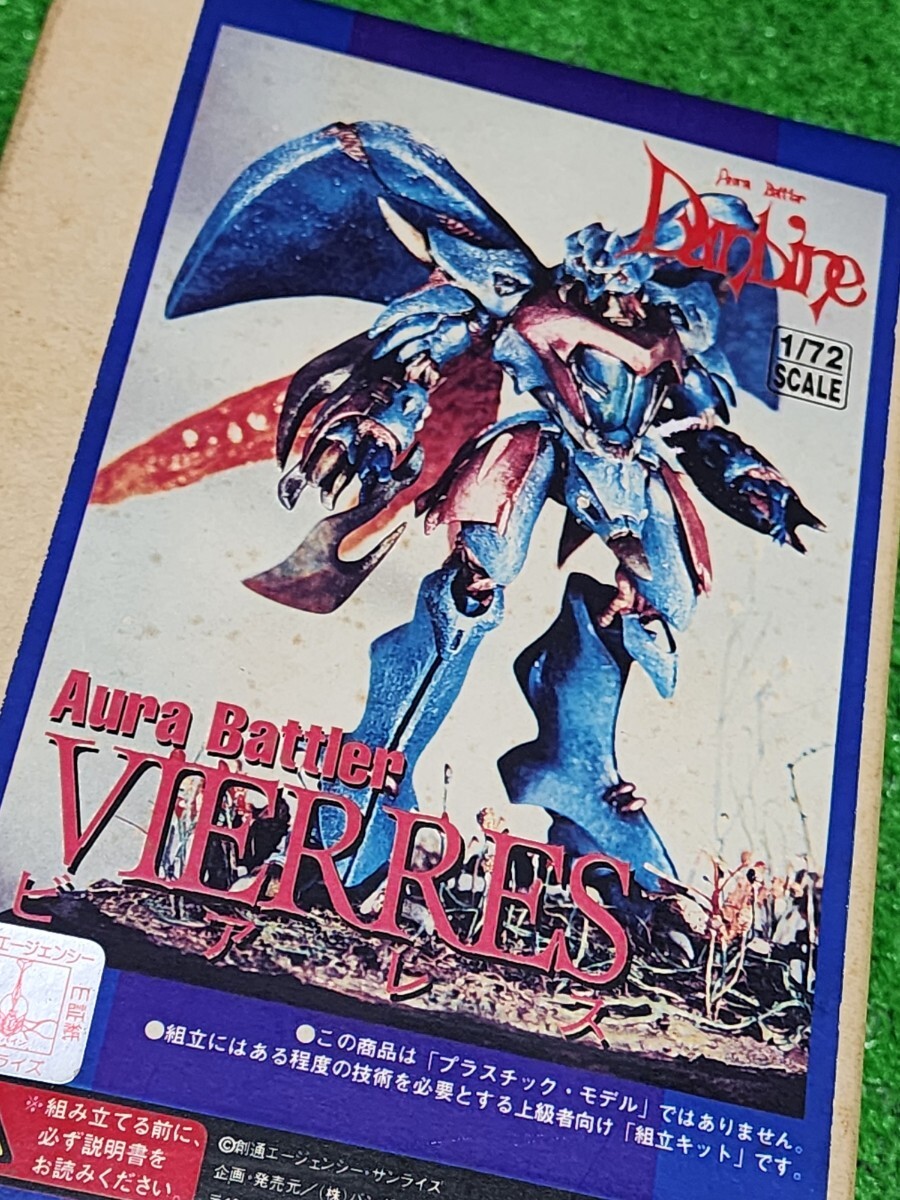 Aura Battler
Dunbine
1/72
SCALE
Aura Battler
VIERRES
ビアレス
エージェンシー
証紙
ライズ
●この商品は「プラスチック・モデル」ではありません。
●組立にはある程度の技術を必要とする上級者向け「組立キット」です。
※組み立てる前に、
必ず説明書を
お読みください。
©創通エージェンシー・サンライズ
企画・発売元/(株)バン